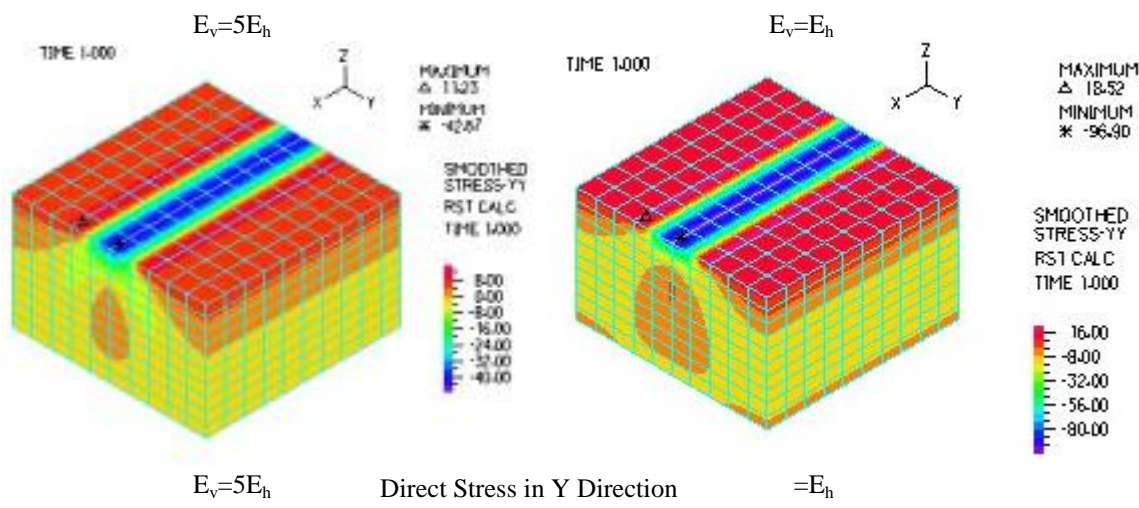 Eᵥ=5Eₕ
Eᵥ=Eₕ
TIME 1.000
Z
X
Y
MAXIMUM
△ 11.23
MINIMUM
✳ -42.87
SMOOTHED
STRESS-YY
RST CALC
TIME 1.000
8.00
0.00
-8.00
-16.00
-24.00
-32.00
-40.00
TIME 1.000
Z
X
Y
MAXIMUM
△ 18.52
MINIMUM
✳ -96.90
SMOOTHED
STRESS-YY
RST CALC
TIME 1.000
16.00
-8.00
-32.00
-56.00
-80.00
Eᵥ=5Eₕ
Direct Stress in Y Direction
=Eₕ